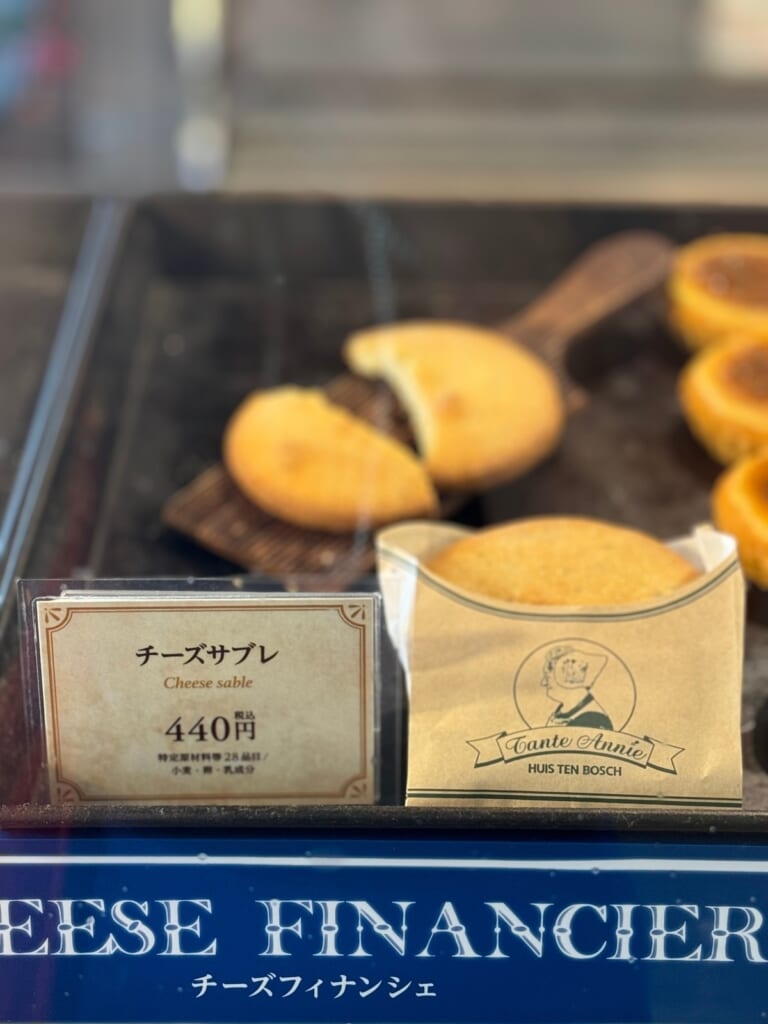 チーズサブレ
Cheese sable
440円 税込
特定原材料等28品目/
小麦・卵・乳成分
Tante Annie
HUIS TEN BOSCH
EESE FINANCIER
チーズフィナンシェ